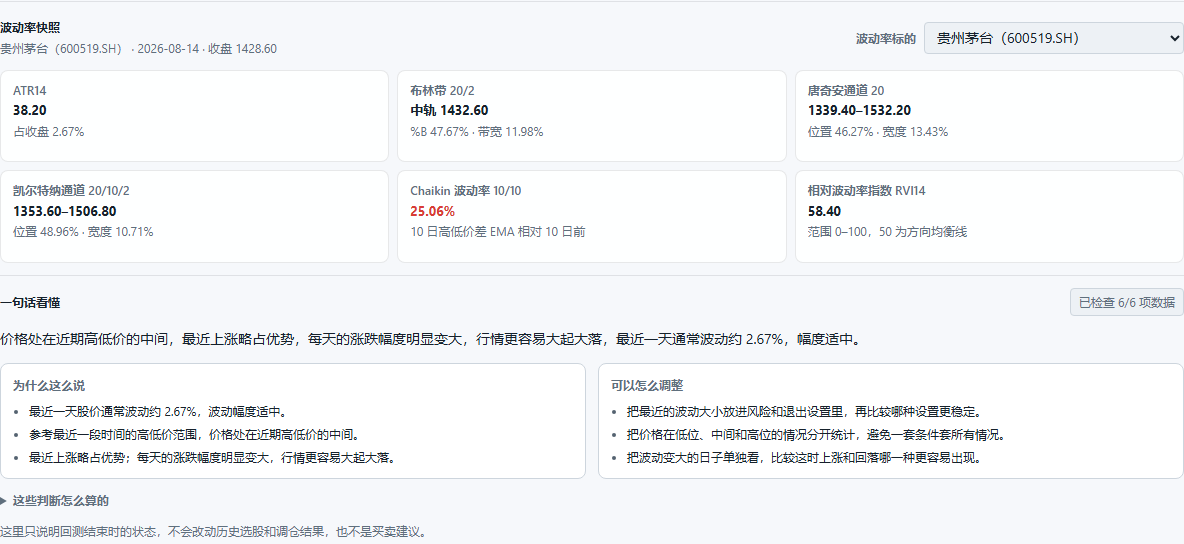 波动率快照
贵州茅台（600519.SH） · 2026-08-14 · 收盘 1428.60
波动率标的
贵州茅台（600519.SH）
ATR14
38.20
占收盘 2.67%
布林带 20/2
中轨 1432.60
%B 47.67% · 带宽 11.98%
唐奇安通道 20
1339.40–1532.20
位置 46.27% · 宽度 13.43%
凯尔特纳通道 20/10/2
1353.60–1506.80
位置 48.96% · 宽度 10.71%
Chaikin 波动率 10/10
25.06%
10 日高低价差 EMA 相对 10 日前
相对波动率指数 RVI14
58.40
范围 0–100，50 为方向均衡线
一句话看懂
已检查 6/6 项数据
价格处在近期高低价的中间，最近上涨略占优势，每天的涨跌幅度明显变大，行情更容易大起大落，最近一天通常波动约 2.67%，幅度适中。
为什么这么说
• 最近一天股价通常波动约 2.67%，波动幅度适中。
• 参考最近一段时间的高低价范围，价格处在近期高低价的中间。
• 最近上涨略占优势；每天的涨跌幅度明显变大，行情更容易大起大落。
可以怎么调整
• 把最近的波动大小放进风险和退出设置里，再比较哪种设置更稳定。
• 把价格在低位、中间和高位的情况分开统计，避免一套条件套所有情况。
• 把波动变大的日子单独看，比较这时上涨和回落哪一种更容易出现。
这些判断怎么算的
这里只说明回测结束时的状态，不会改动历史选股和调仓结果，也不是买卖建议。